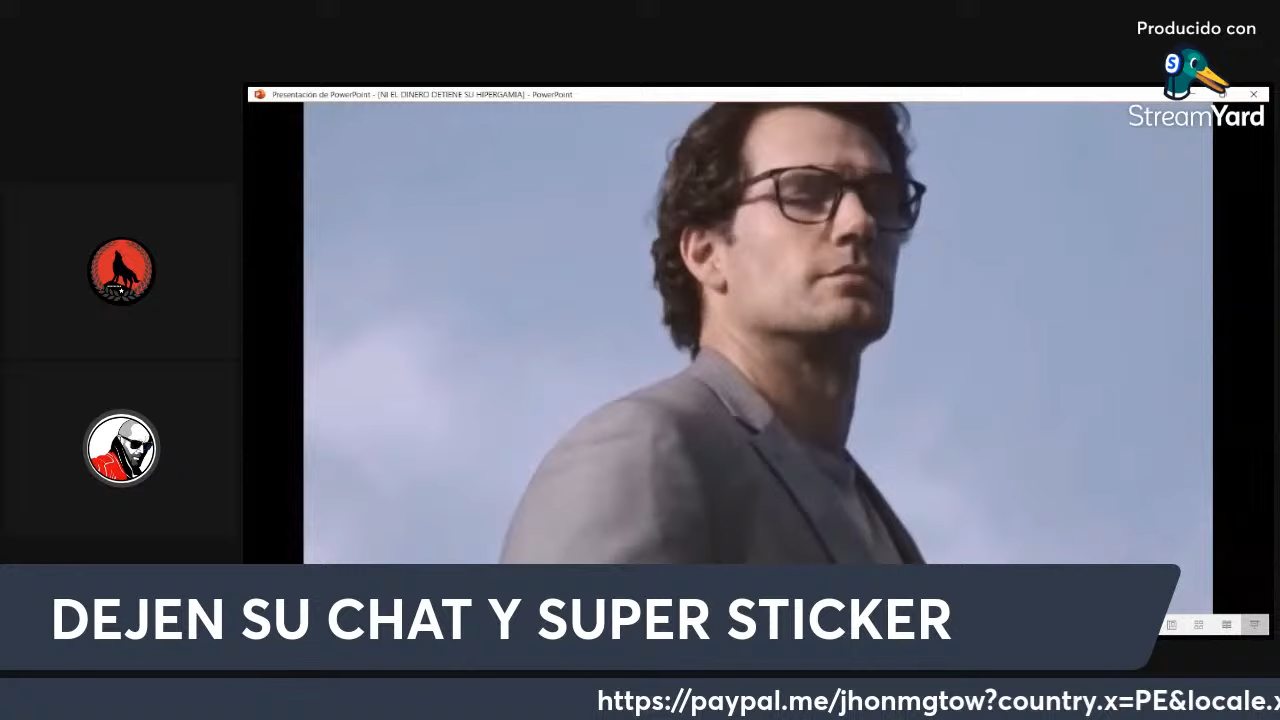 Producido con
StreamYard
Presentación de PowerPoint - [NI EL DINERO DETIENE SU HIPERGAMIA] - PowerPoint
DEJEN SU CHAT Y SUPER STICKER
https://paypal.me/jhonmgtow?country.x=PE&locale.x